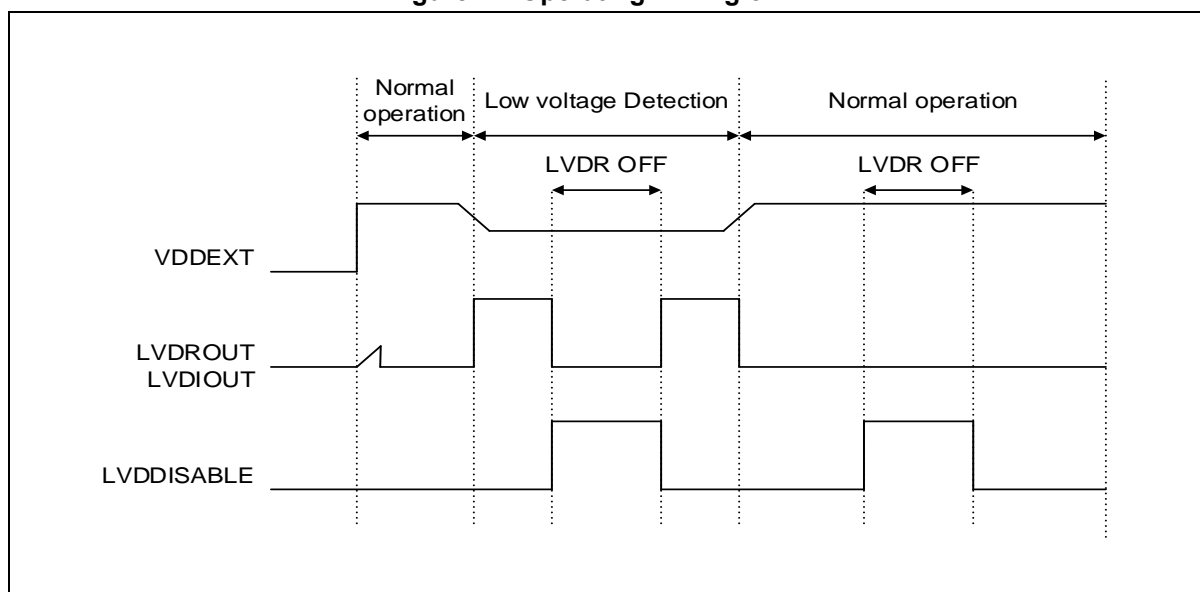 Normal
operation
Low voltage Detection
Normal operation
LVDR OFF
LVDR OFF
VDDEXT
LVDROUT
LVDIOUT
LVDDISABLE